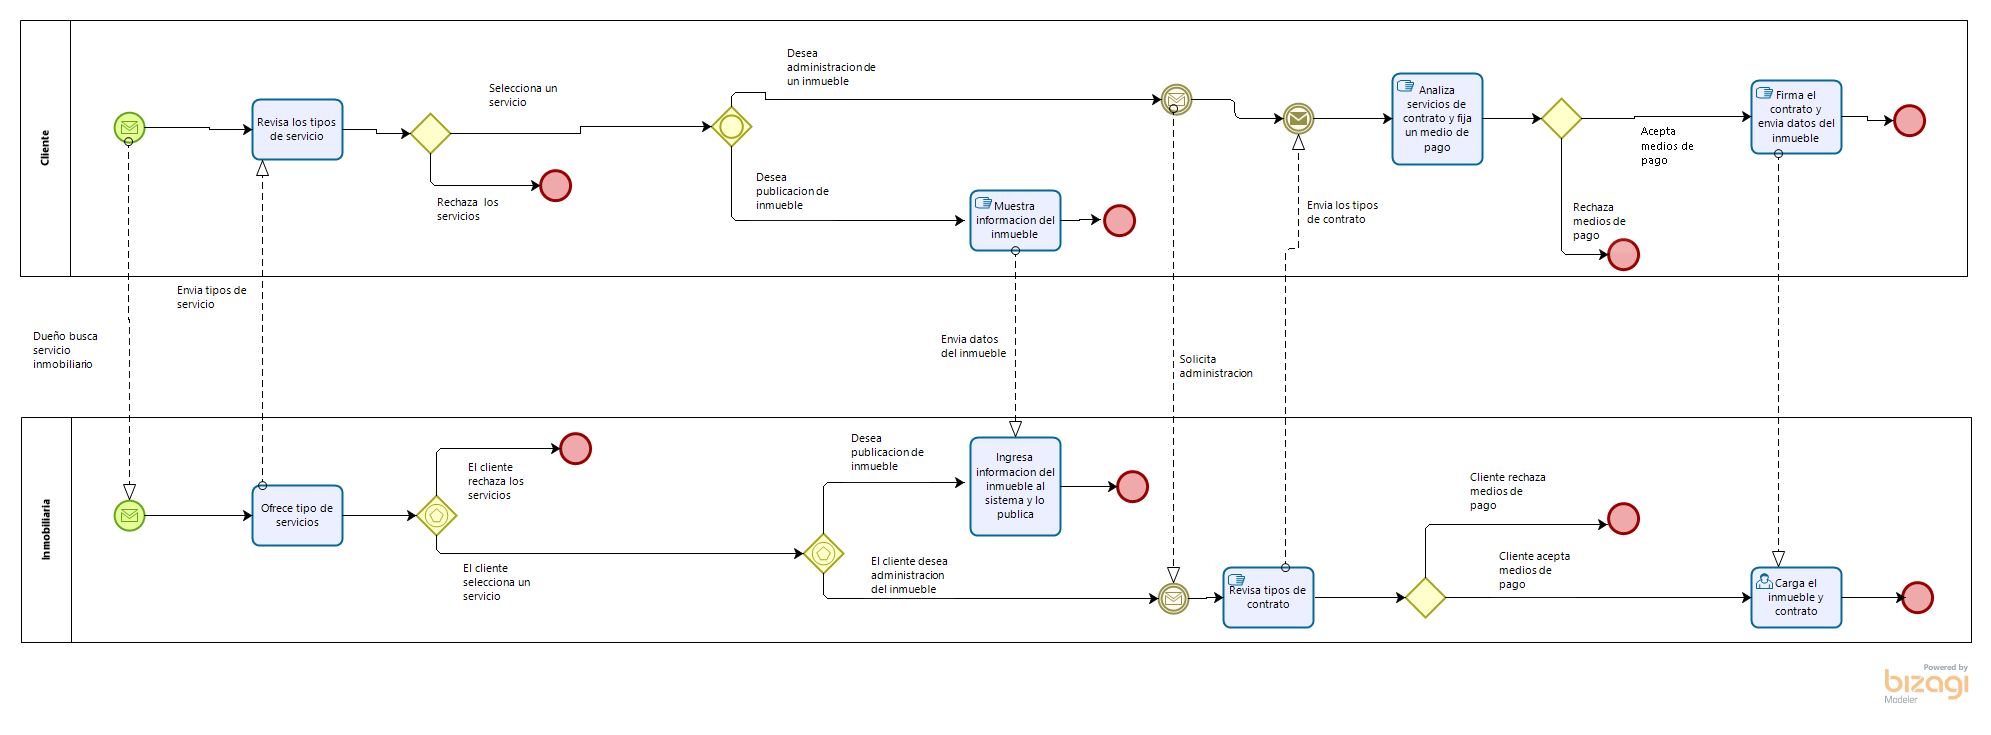 Cliente
Revisa los tipos
de servicio
Selecciona un
servicio
Rechaza los
servicios
Desea
administracion de
un inmueble
Desea
publicacion de
inmueble
Muestra
informacion del
inmueble
Envia los tipos
de contrato
Analiza
servicios de
contrato y fija
un medio de
pago
Acepta
medios de
pago
Rechaza
medios de
pago
Firma el
contrato y
envia datos del
inmueble
Dueño busca
servicio
inmobiliario
Envia tipos de
servicio
Envia datos
del inmueble
Solicita
administracion
Inmobiliaria
Ofrece tipo de
servicios
El cliente
rechaza los
servicios
El cliente
selecciona un
servicio
Desea
publicacion de
inmueble
El cliente desea
administracion
del inmueble
Ingresa
informacion del
inmueble al
sistema y lo
publica
Revisa tipos de
contrato
Cliente rechaza
medios de
pago
Cliente acepta
medios de
pago
Carga el
inmueble y
contrato
Powered by
bizagi
Modeler